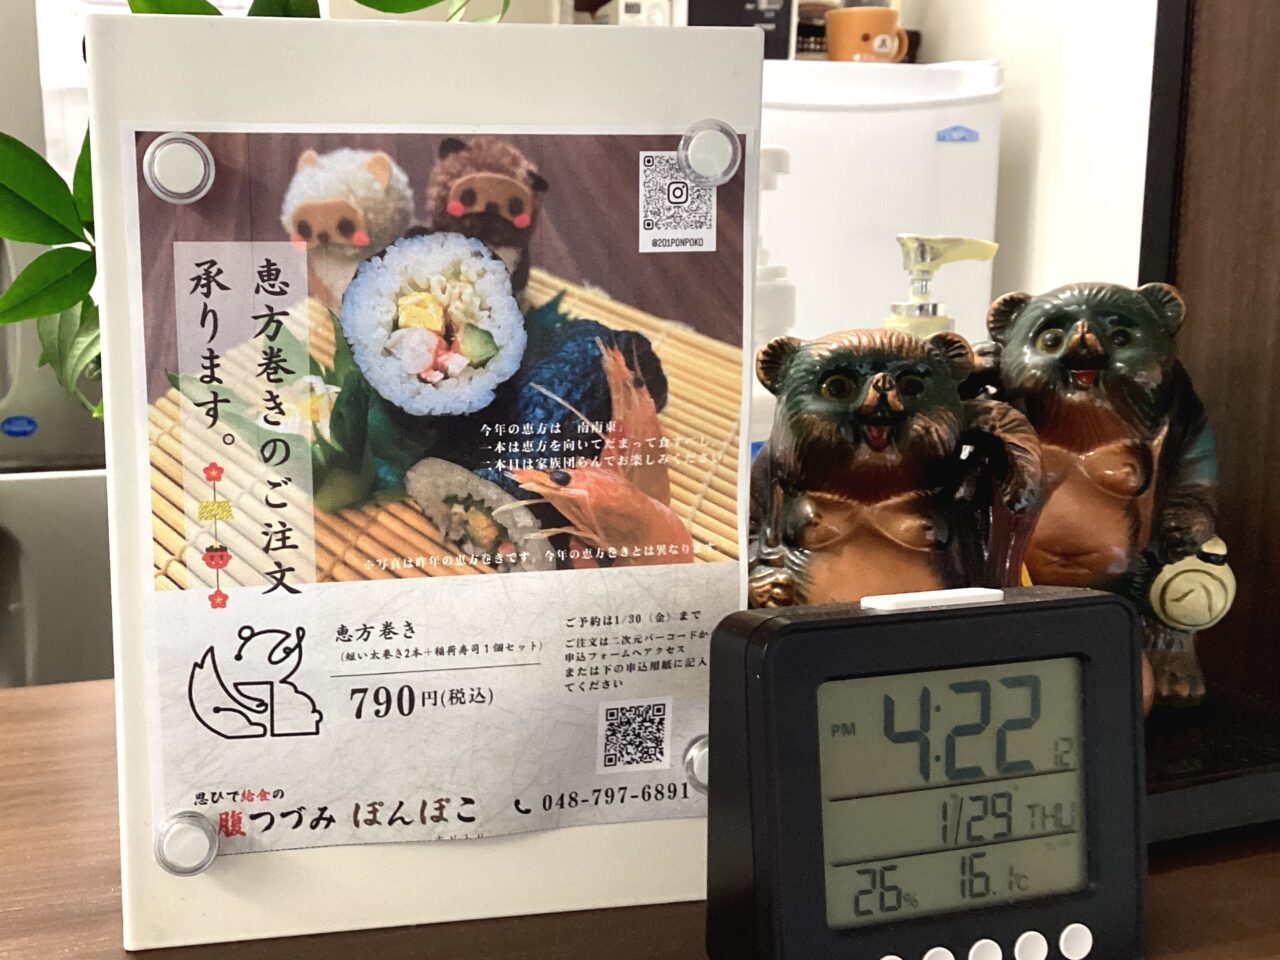 @201PONPOKO
恵方巻きのご注文
承ります。
今年の恵方は「南南東」
一本は恵方を向いてだまって食すべし
二本目は家族団らんでお楽しみください
※写真は昨年の恵方巻きです。今年の恵方巻きとは異なります
恵方巻き
(短い太巻き2本+稲荷寿司1個セット)
790円(税込)
ご予約は1/30(金)まで
ご注文は二次元バーコードか
申込フォームへアクセス
または下の申込用紙に記入
てください
思ひで給食の
腹つづみ ぽんぽこ
048-797-6891
PM 4:22 12
1/29 THU
26% 16.1℃